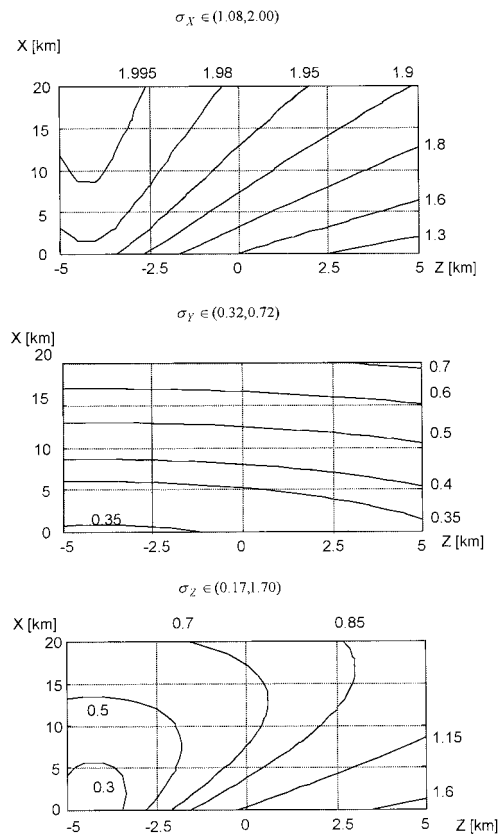 σX ∈ (1.08,2.00)
X [km]
1.995 1.98 1.95 1.9
20
15
10
5
0
1.8
1.6
1.3
-5 -2.5 0 2.5 5 Z [km]
σY ∈ (0.32,0.72)
X [km]
20
15
10
5
0
0.7
0.6
0.5
0.4
0.35
0.35
-5 -2.5 0 2.5 5 Z [km]
σZ ∈ (0.17,1.70)
X [km] 0.7 0.85
20
15
10
5
0
0.5
0.3
1.15
1.6
-5 -2.5 0 2.5 5 Z [km]